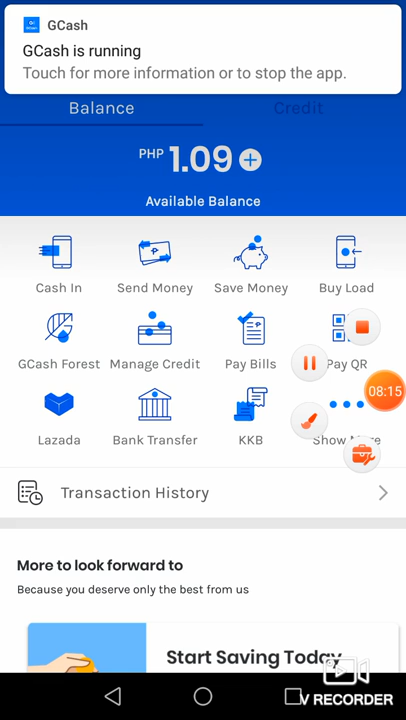 GCash
GCash is running
Touch for more information or to stop the app.
Balance
Credit
PHP 1.09
Available Balance
Cash In
Send Money
Save Money
Buy Load
GCash Forest
Manage Credit
Pay Bills
Pay QR
08:15
Lazada
Bank Transfer
KKB
Show More
Transaction History
More to look forward to
Because you deserve only the best from us
Start Saving Today
V RECORDER